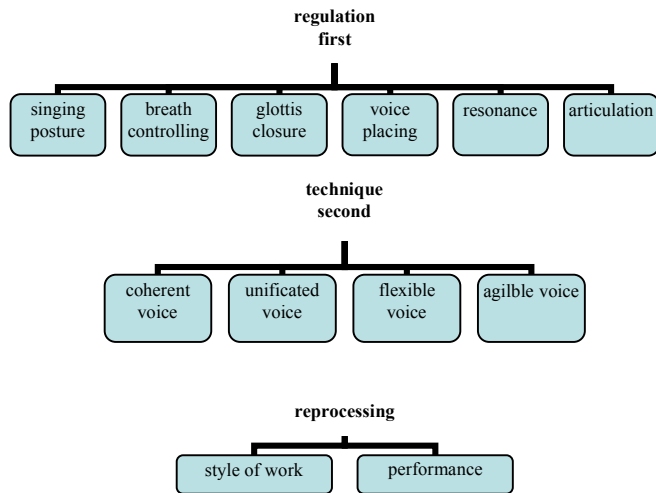 regulation
first
singing
posture
breath
controlling
glottis
closure
voice
placing
resonance
articulation
technique
second
coherent
voice
unificated
voice
flexible
voice
agilble voice
reprocessing
style of work
performance